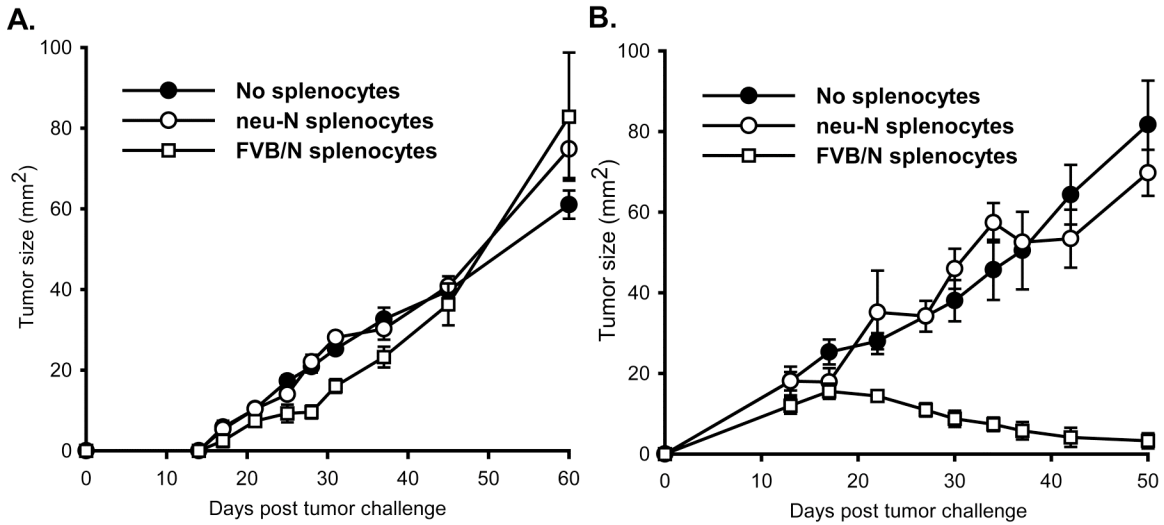 A.
100
80
60
40
20
0
Tumor size (mm2)
No splenocytes
neu-N splenocytes
FVB/N splenocytes
0 10 20 30 40 50 60
Days post tumor challenge
B.
100
80
60
40
20
0
Tumor size (mm2)
No splenocytes
neu-N splenocytes
FVB/N splenocytes
0 10 20 30 40 50
Days post tumor challenge